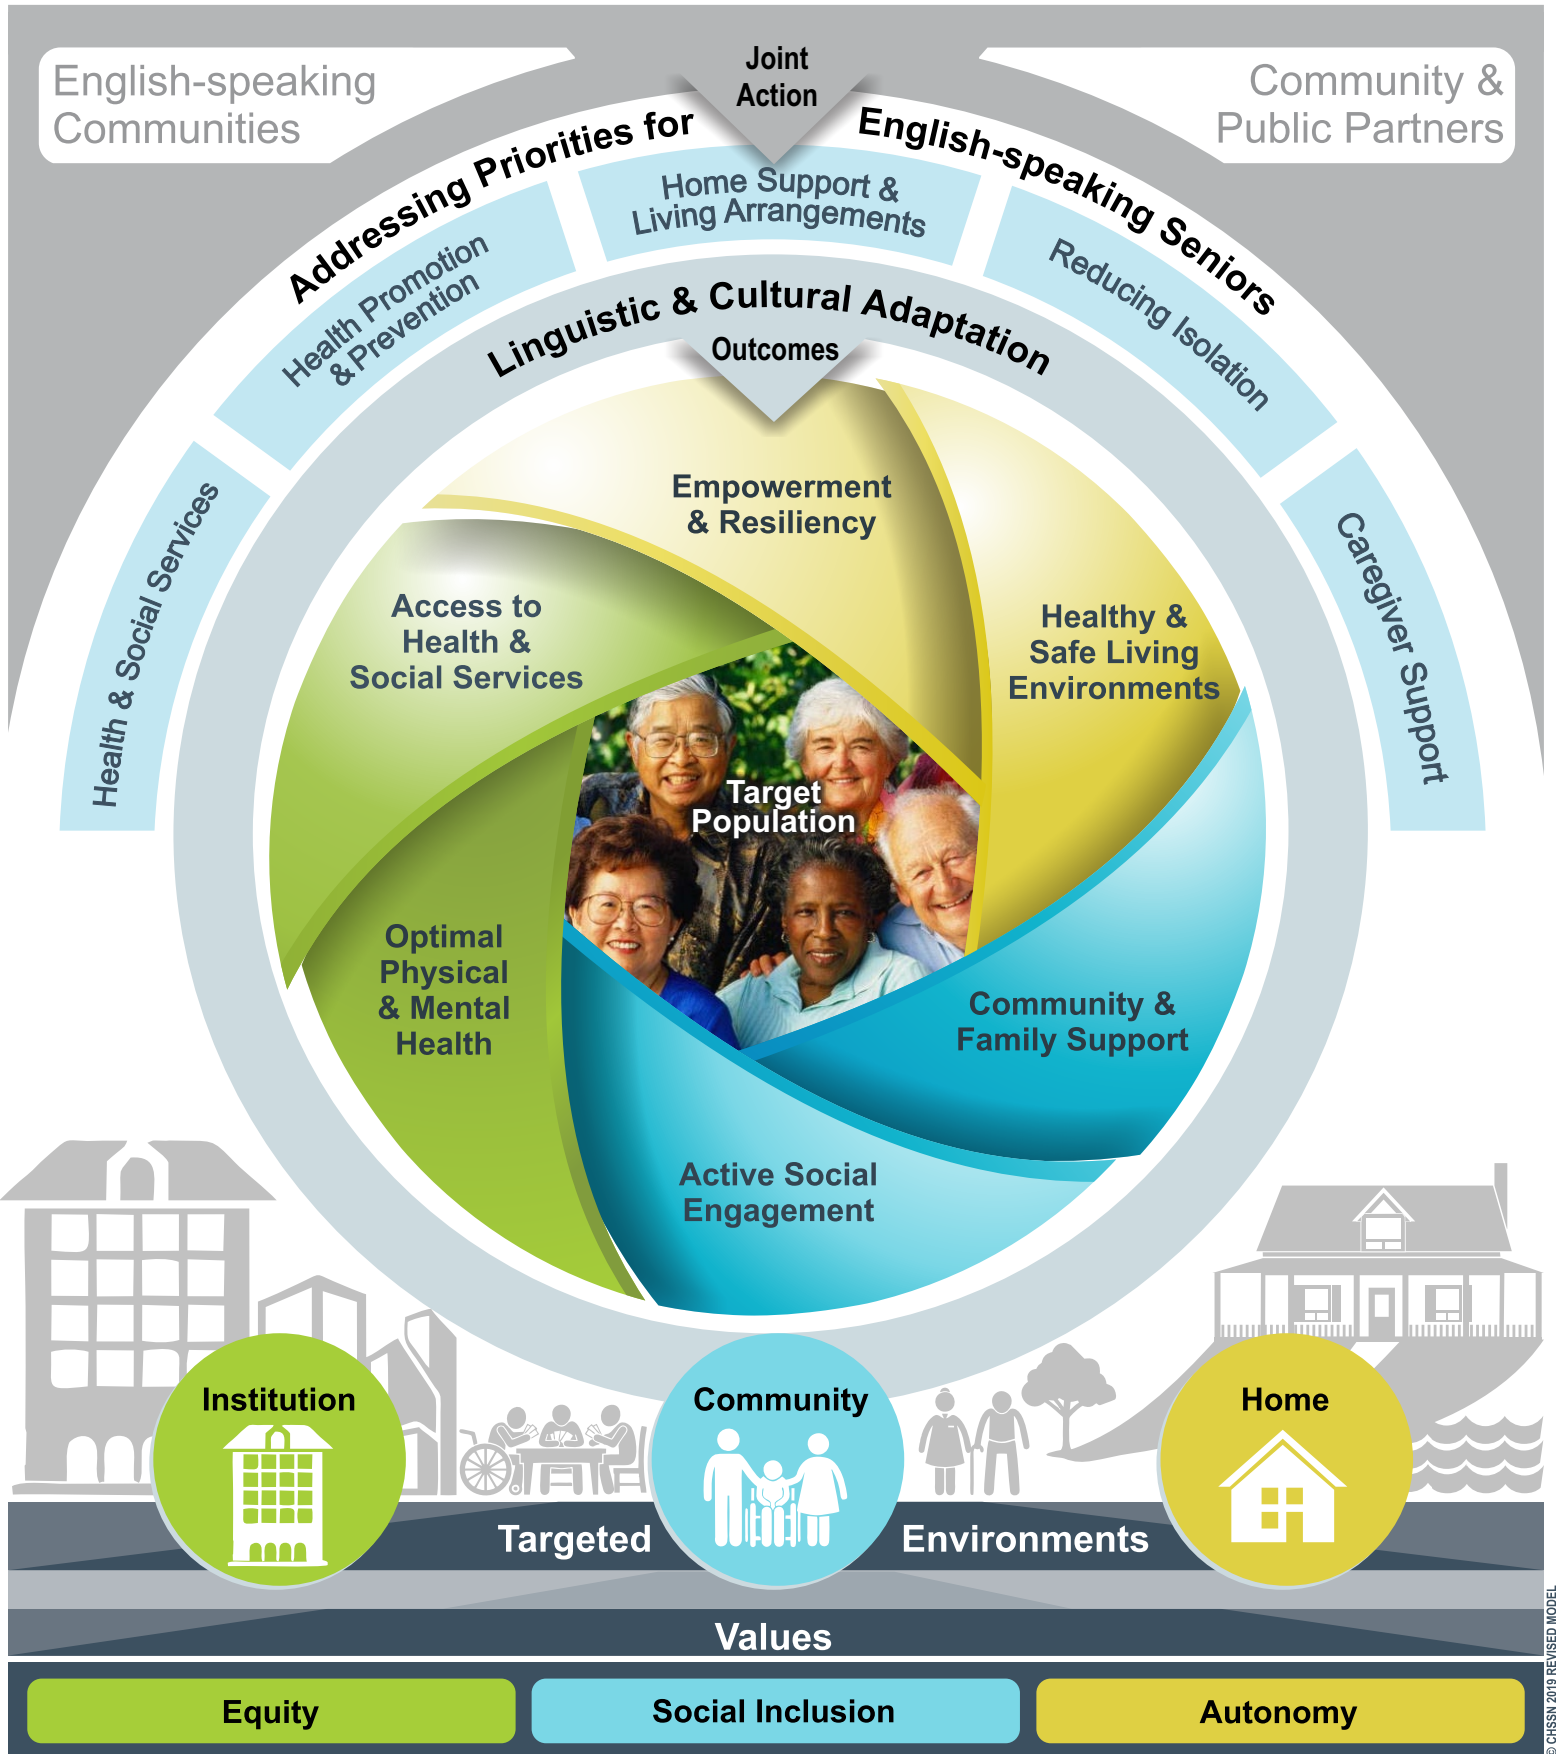 English-speaking
Communities
Joint
Action
Community &
Public Partners
Addressing Priorities for
English-speaking Seniors
Health & Social Services
Health Promotion
& Prevention
Home Support &
Living Arrangements
Reducing Isolation
Caregiver Support
Linguistic & Cultural Adaptation
Outcomes
Empowerment
& Resiliency
Access to
Health &
Social Services
Healthy &
Safe Living
Environments
Target
Population
Optimal
Physical
& Mental
Health
Community &
Family Support
Active Social
Engagement
Institution
Community
Home
Targeted
Environments
Values
Equity
Social Inclusion
Autonomy
© CHSSN 2019 REVISED MODEL